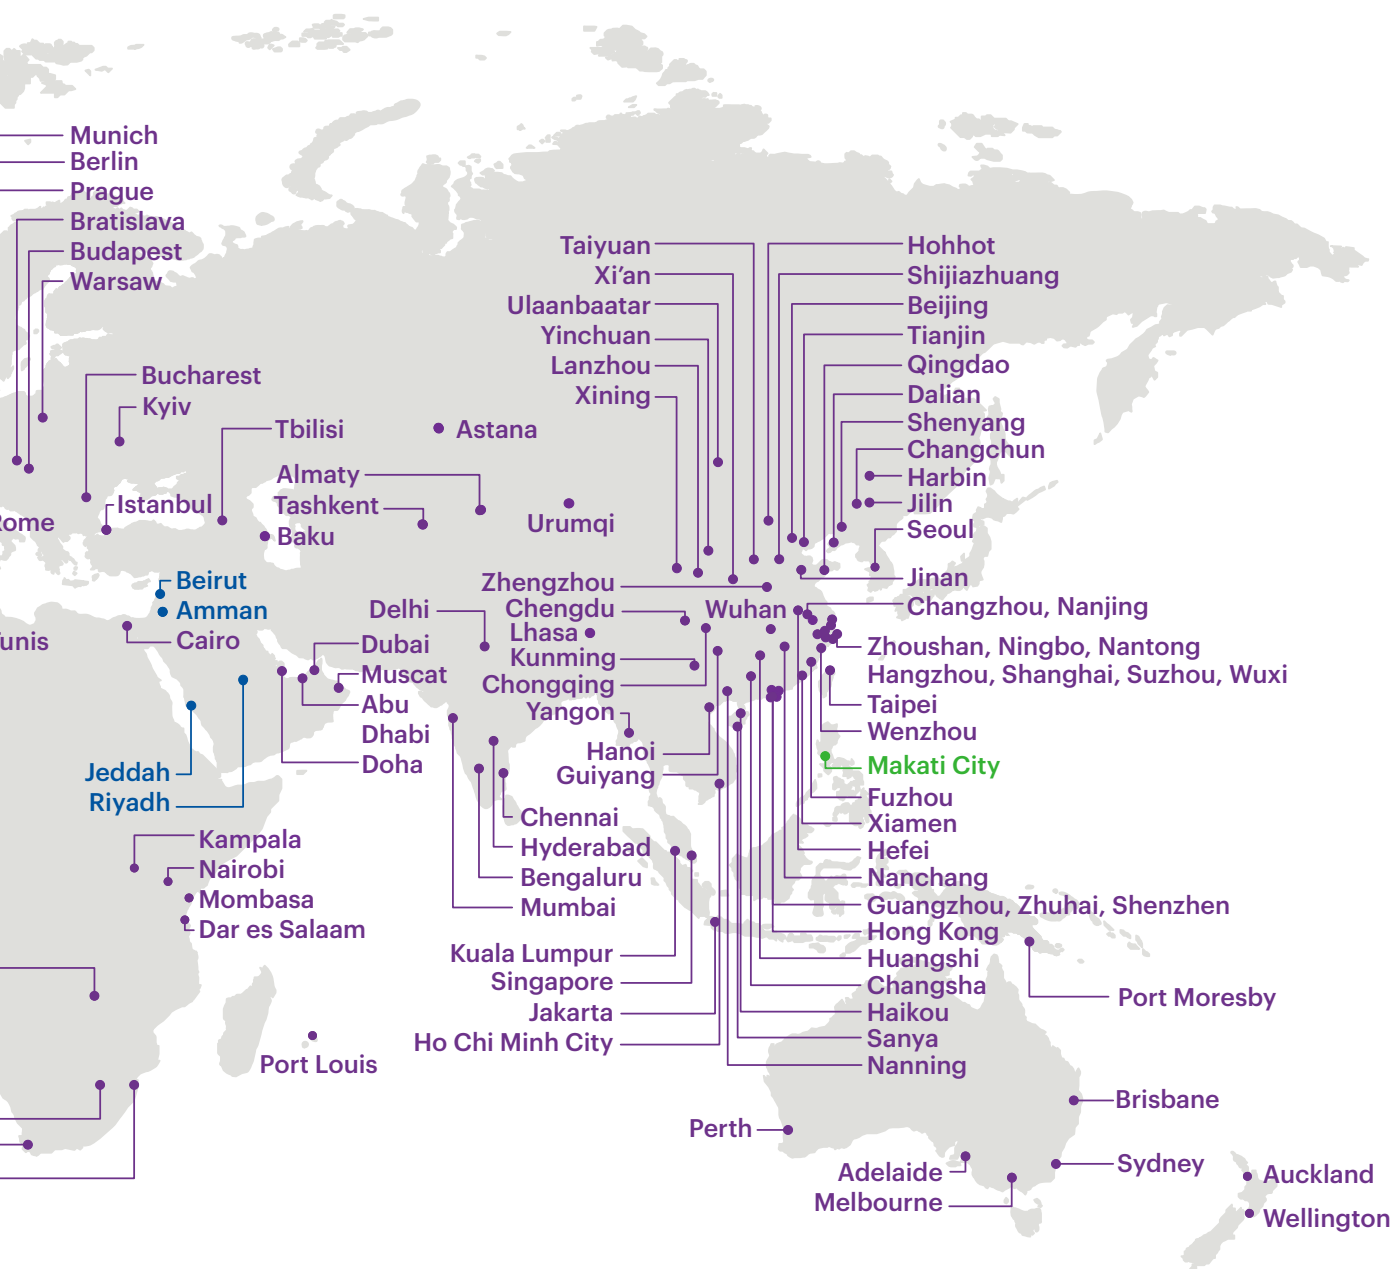 Munich
Berlin
Prague
Bratislava
Budapest
Warsaw
Bucharest
Kyiv
Tbilisi
Astana
Almaty
Tashkent
Istanbul
Baku
Urumqi
Rome
Beirut
Amman
Cairo
Tunis
Taiyuan
Xi’an
Ulaanbaatar
Yinchuan
Lanzhou
Xining
Hohhot
Shijiazhuang
Beijing
Tianjin
Qingdao
Dalian
Shenyang
Changchun
Harbin
Jilin
Seoul
Jinan
Zhengzhou
Delhi
Chengdu
Wuhan
Changzhou, Nanjing
Lhasa
Kunming
Chongqing
Yangon
Hanoi
Guiyang
Dubai
Muscat
Abu
Dhabi
Doha
Zhoushan, Ningbo, Nantong
Hangzhou, Shanghai, Suzhou, Wuxi
Taipei
Wenzhou
Makati City
Fuzhou
Xiamen
Hefei
Nanchang
Guangzhou, Zhuhai, Shenzhen
Hong Kong
Huangshi
Changsha
Haikou
Sanya
Nanning
Jeddah
Riyadh
Kampala
Nairobi
Mombasa
Dar es Salaam
Chennai
Hyderabad
Bengaluru
Mumbai
Kuala Lumpur
Singapore
Jakarta
Ho Chi Minh City
Port Louis
Port Moresby
Brisbane
Perth
Adelaide
Melbourne
Sydney
Auckland
Wellington